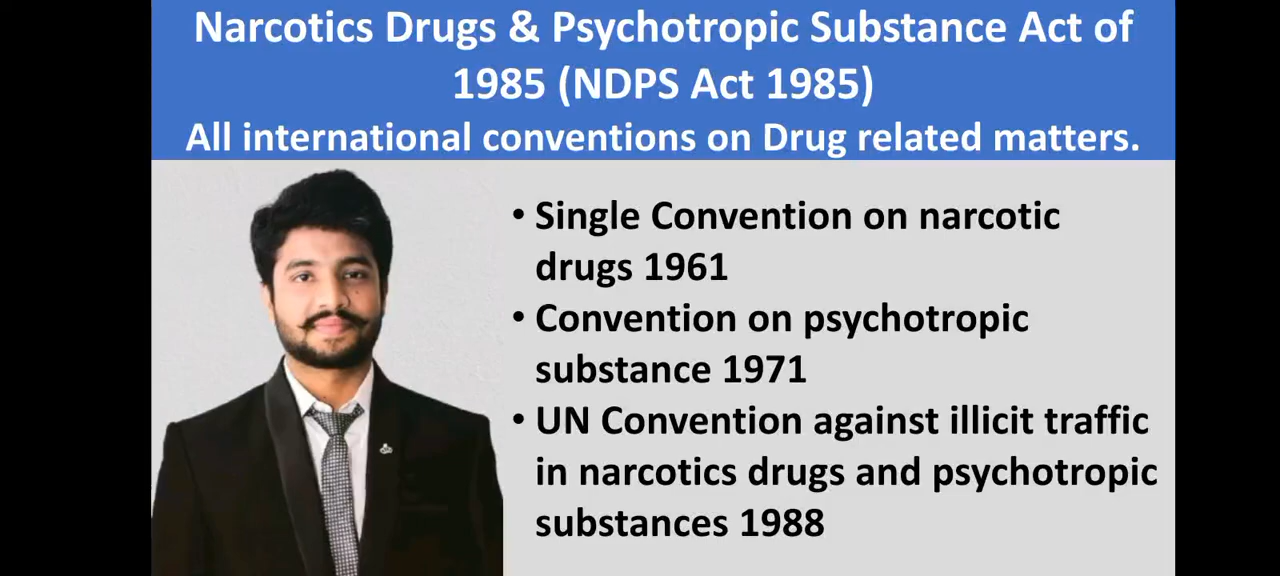 Narcotics Drugs & Psychotropic Substance Act of
1985 (NDPS Act 1985)
All international conventions on Drug related matters.
• Single Convention on narcotic
drugs 1961
• Convention on psychotropic
substance 1971
• UN Convention against illicit traffic
in narcotics drugs and psychotropic
substances 1988